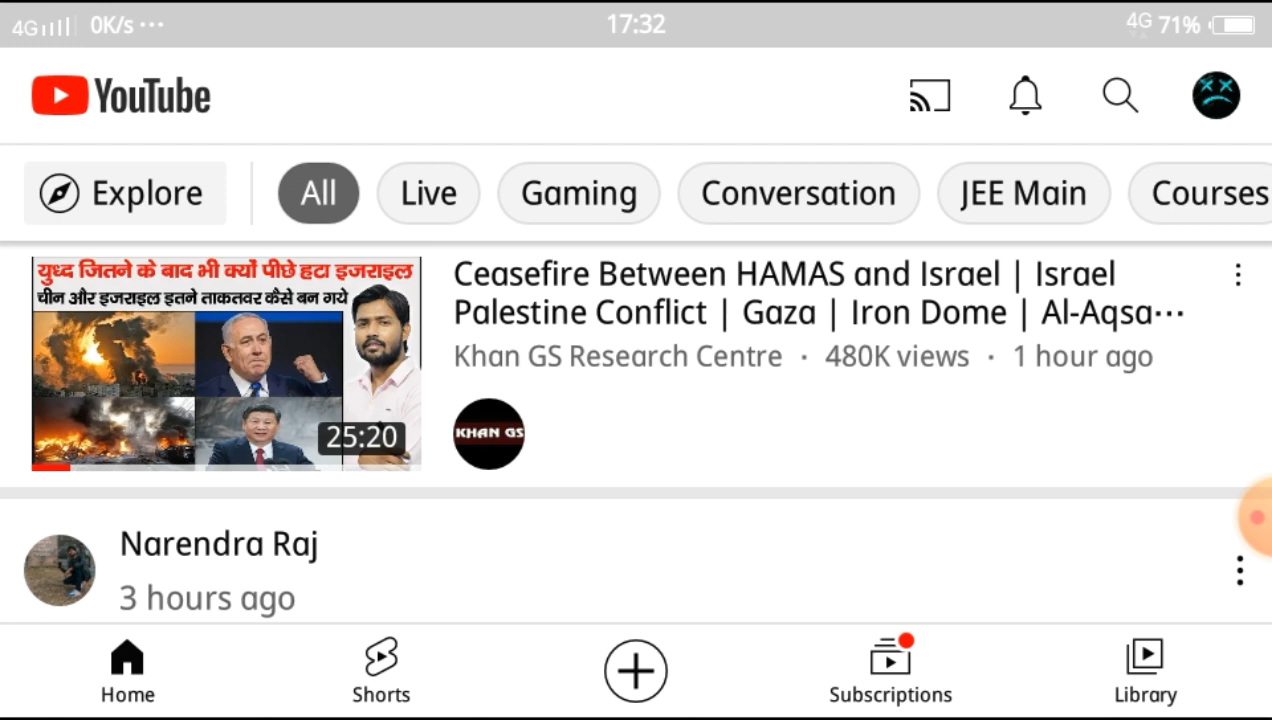 4G 0K/s ... 17:32 4G 71%
YouTube
Explore All Live Gaming Conversation JEE Main Courses
युध्द जितने के बाद भी क्यों पीछे हटा इजराइल
चीन और इजराइल इतने ताकतवर कैसे बन गये
25:20
Ceasefire Between HAMAS and Israel | Israel
Palestine Conflict | Gaza | Iron Dome | Al-Aqsa...
Khan GS Research Centre · 480K views · 1 hour ago
KHAN GS
Narendra Raj
3 hours ago
Home Shorts Subscriptions Library